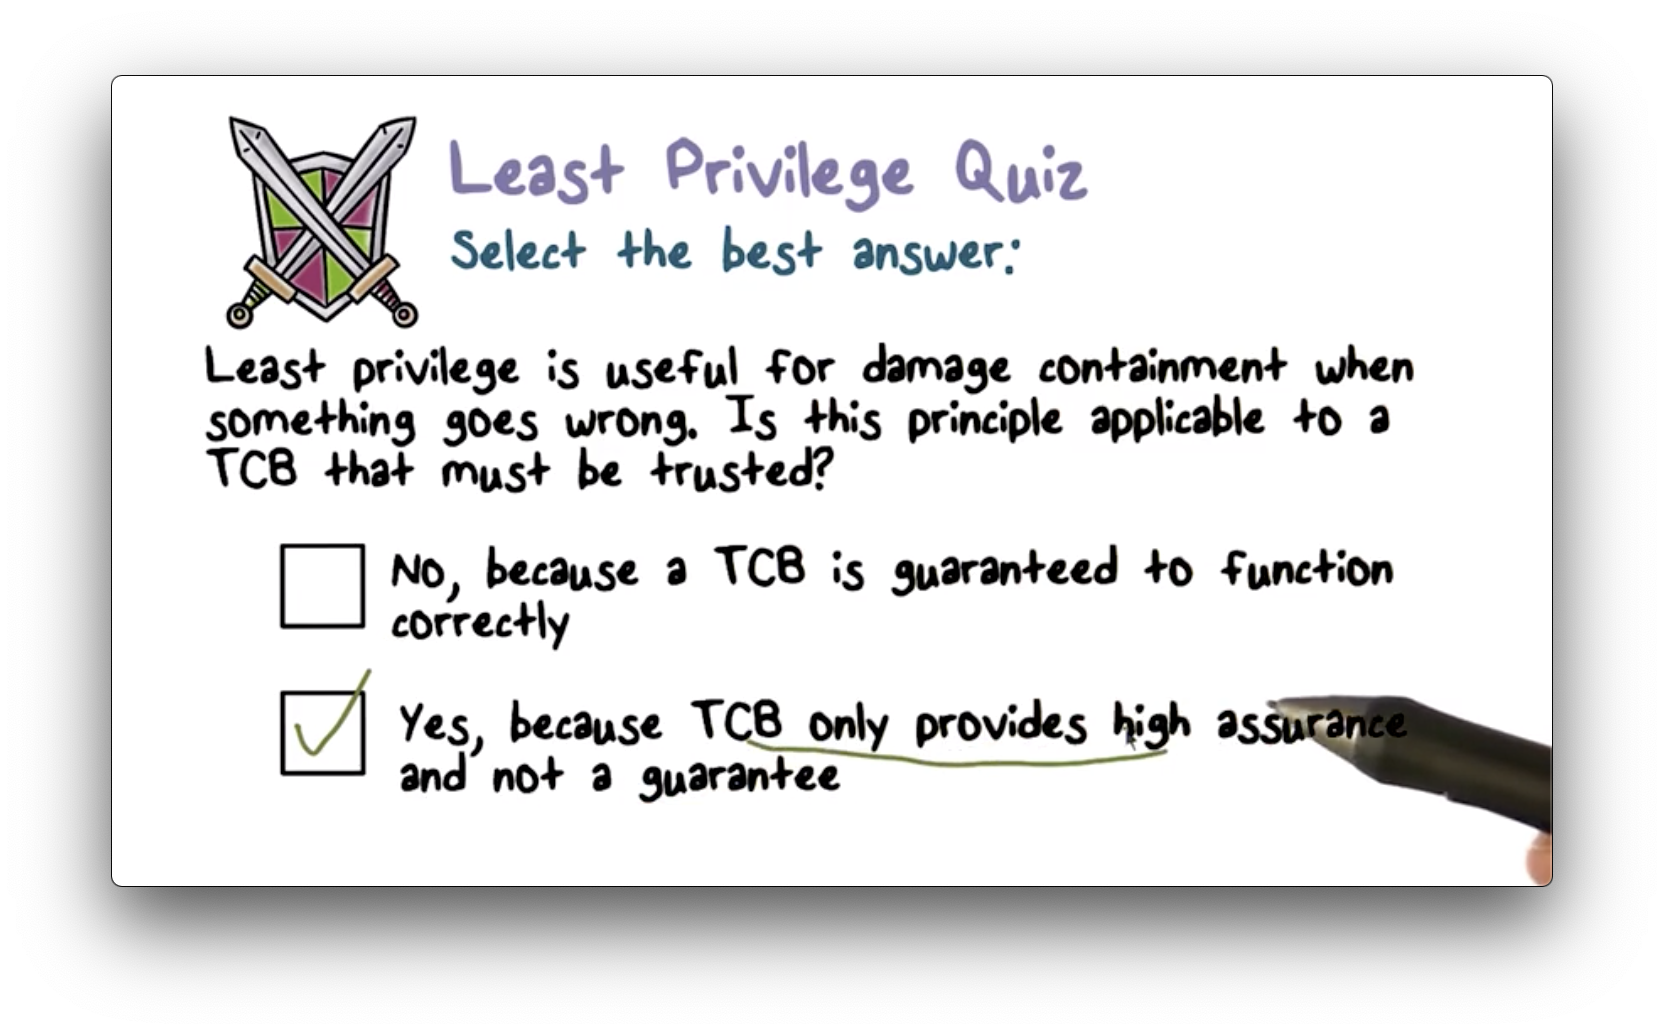 Least Privilege Quiz
Select the best answer:
Least privilege is useful for damage containment when
something goes wrong. Is this principle applicable to a
TCB that must be trusted?
No, because a TCB is guaranteed to function
correctly
Yes, because TCB only provides high assurance
and not a guarantee